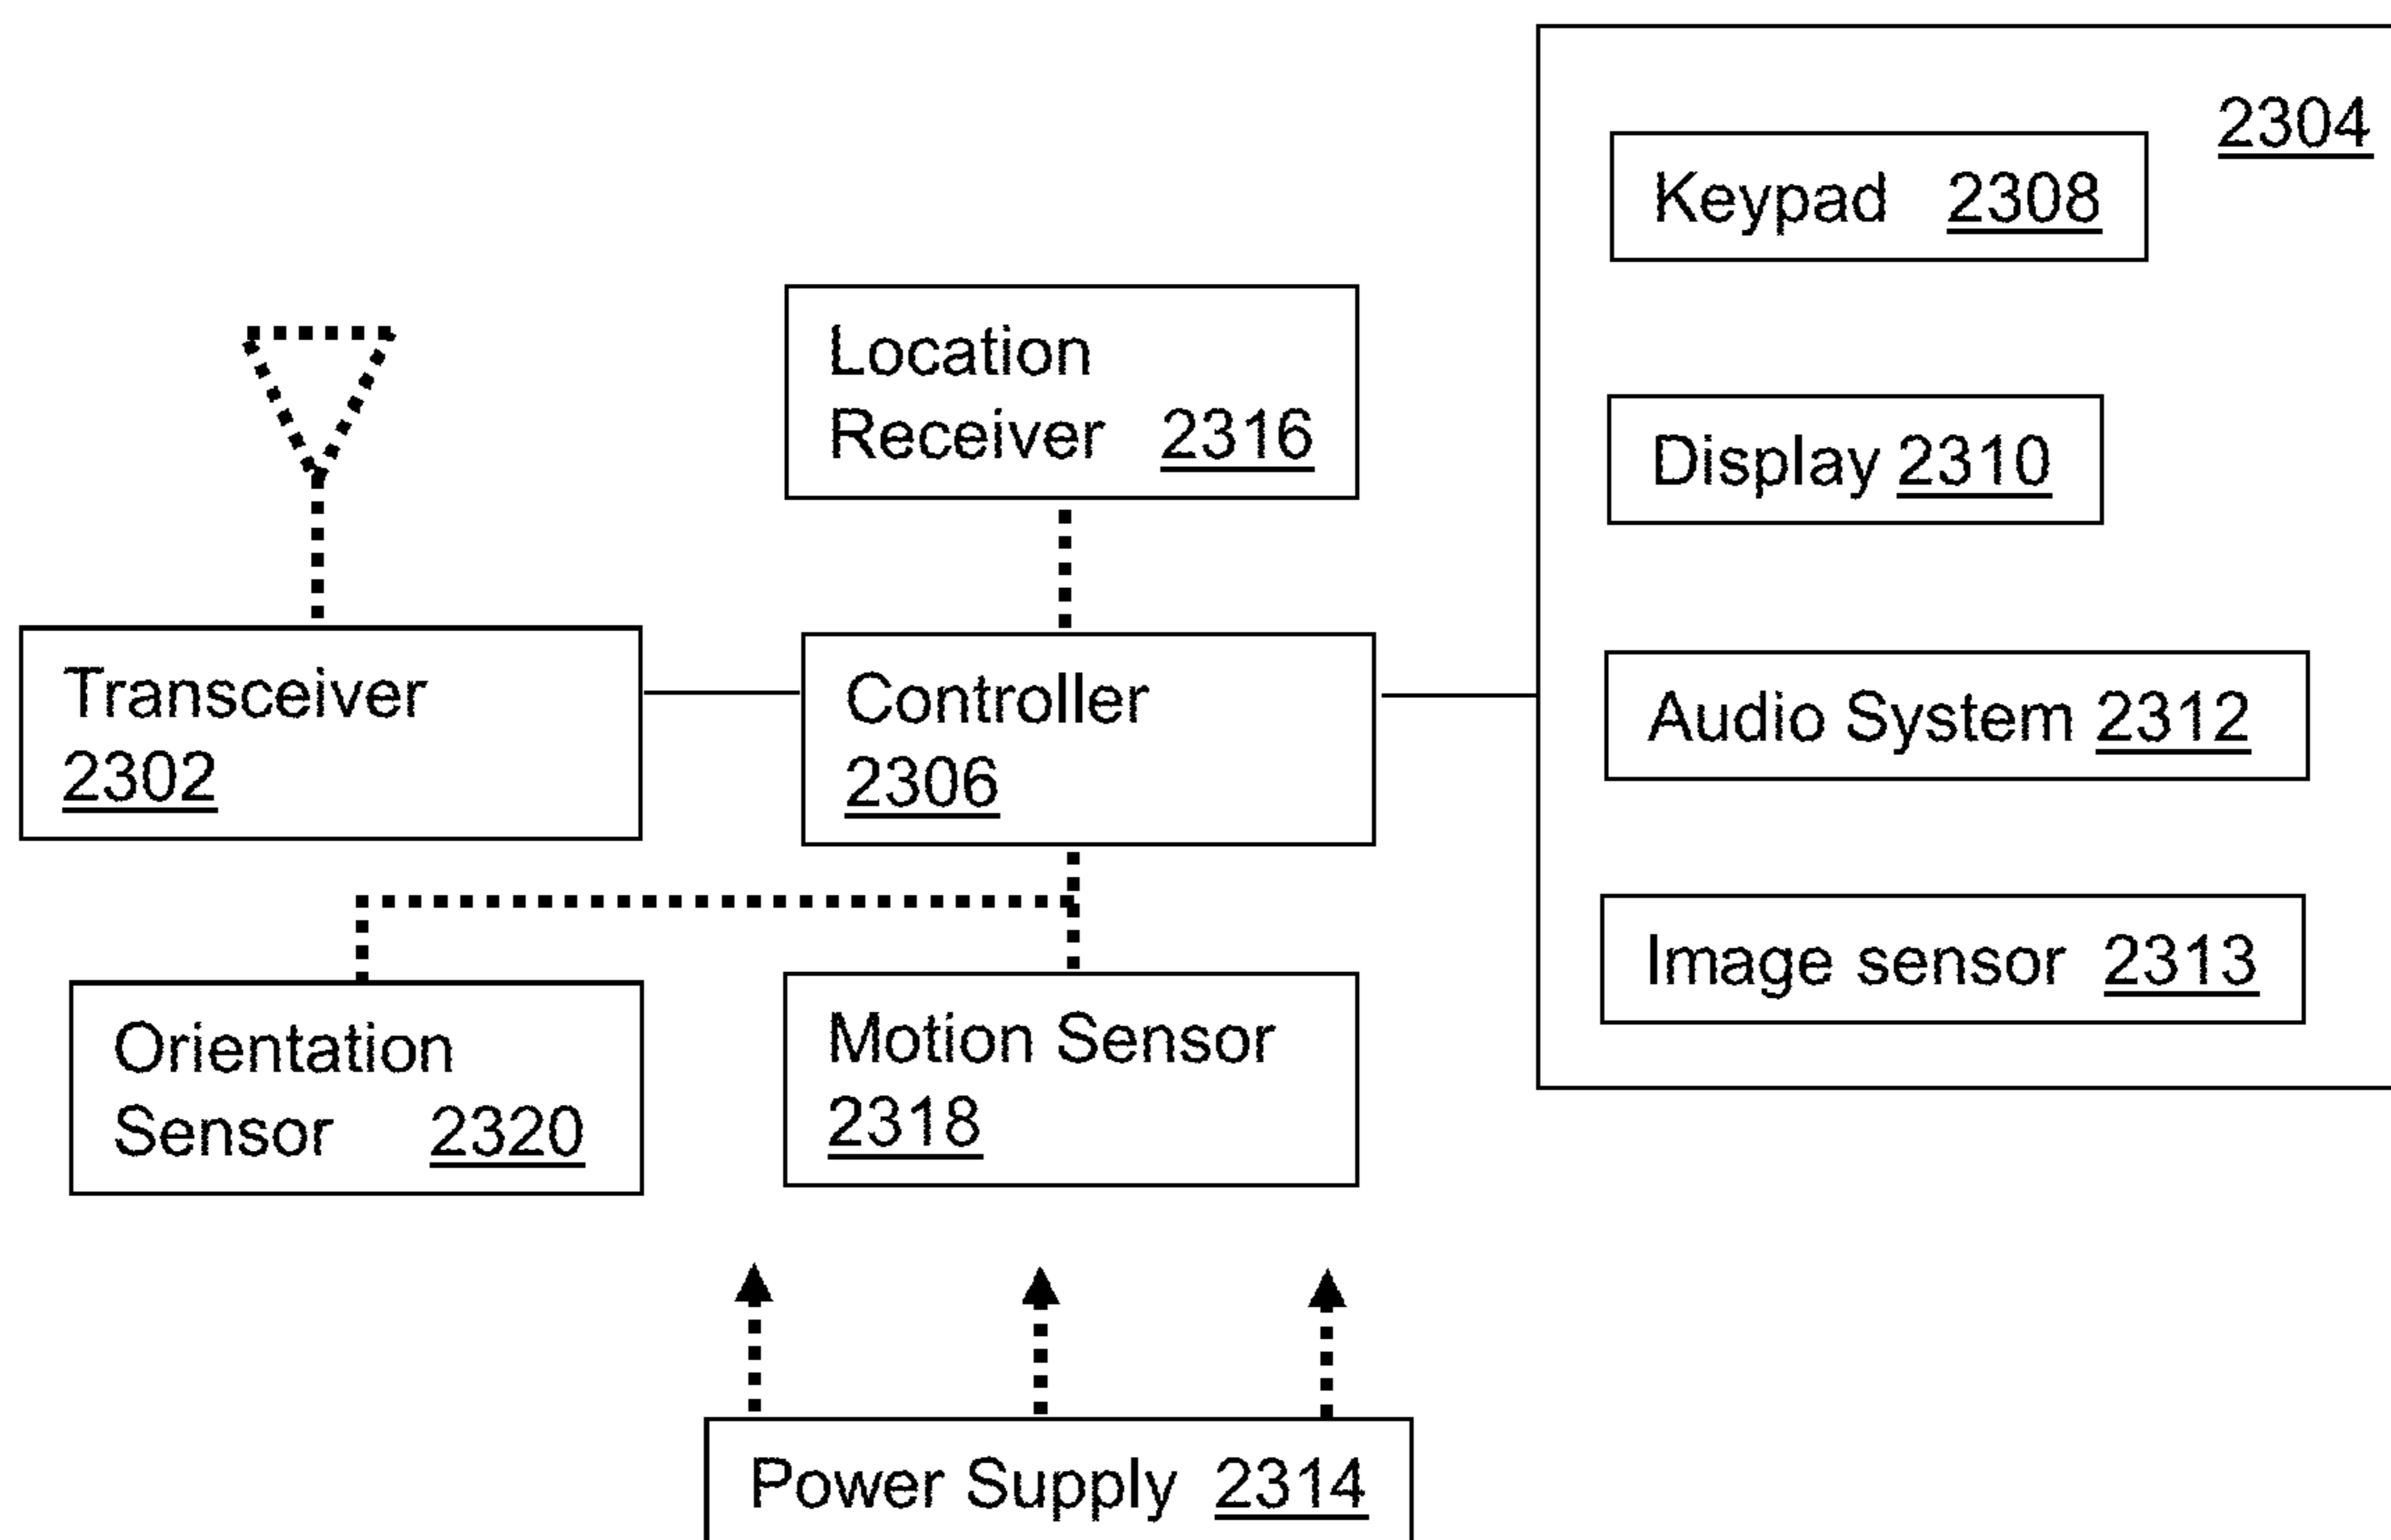 2304
Keypad 2308
Location
Receiver 2316
Display 2310
Transceiver
2302
Controller
2306
Audio System 2312
Image sensor 2313
Orientation
Sensor 2320
Motion Sensor
2318
Power Supply 2314